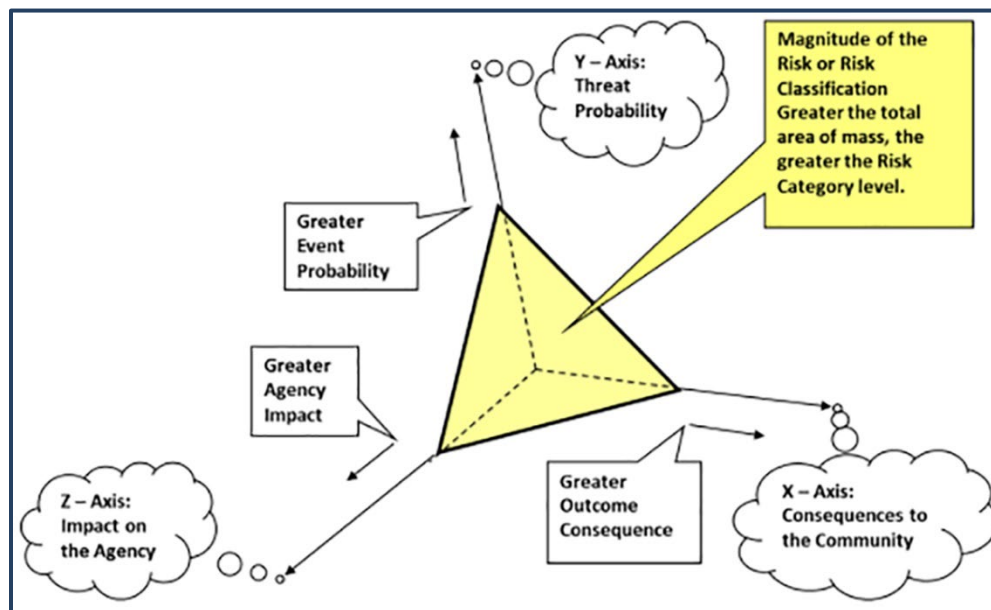 Y – Axis:
Threat
Probability
Magnitude of the
Risk or Risk
Classification
Greater the total
area of mass, the
greater the Risk
Category level.
Greater
Event
Probability
Greater
Agency
Impact
Z – Axis:
Impact on
the Agency
Greater
Outcome
Consequence
X – Axis:
Consequences to
the Community